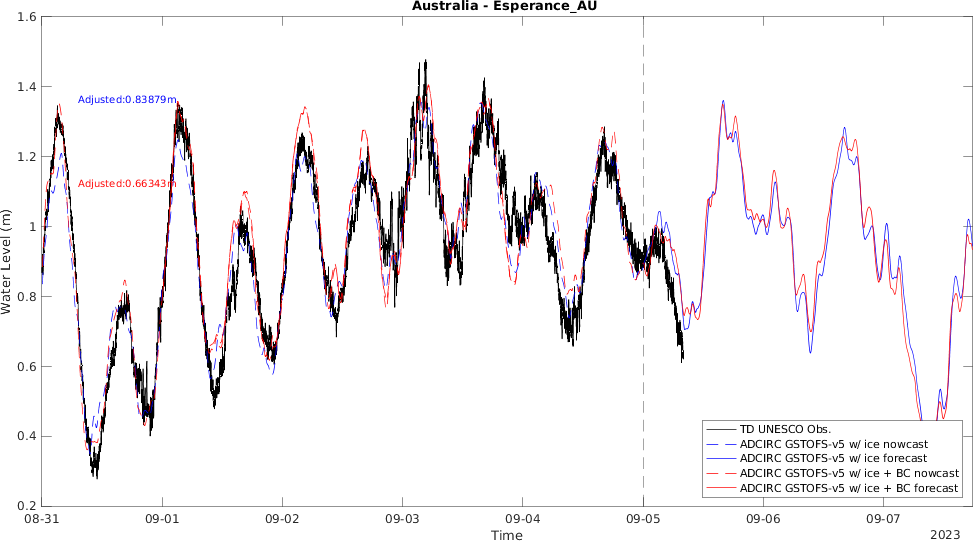 Australia - Esperance_AU
Water Level (m)
1.6
1.4
1.2
1
0.8
0.6
0.4
0.2
Adjusted:0.83879m
Adjusted:0.66343m
TD UNESCO Obs.
ADCIRC GSTOFS-v5 w/ ice nowcast
ADCIRC GSTOFS-v5 w/ ice forecast
ADCIRC GSTOFS-v5 w/ ice + BC nowcast
ADCIRC GSTOFS-v5 w/ ice + BC forecast
08-31 09-01 09-02 09-03 09-04 09-05 09-06 09-07
Time
2023